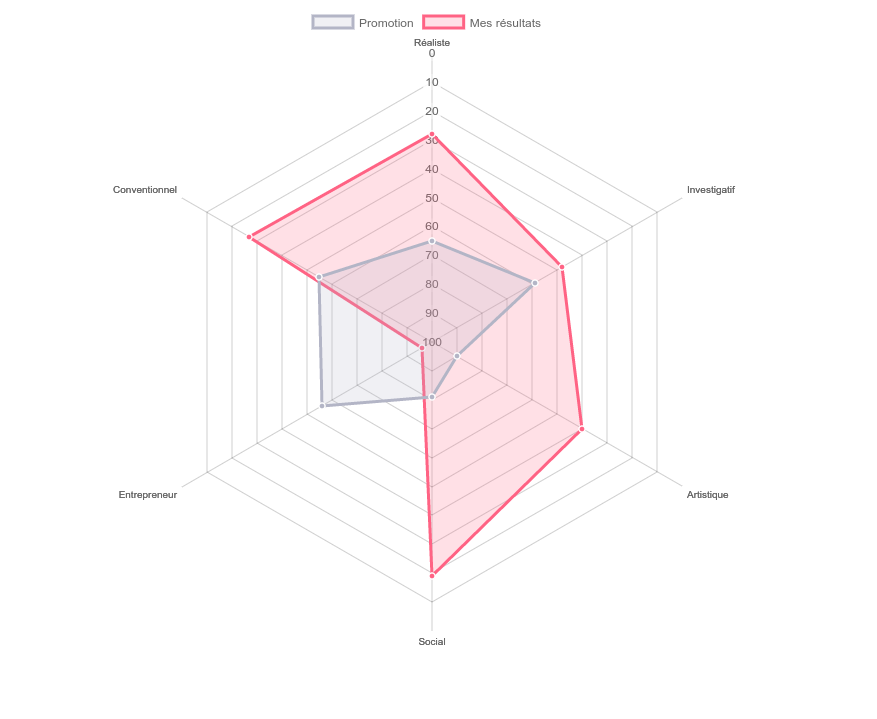 Promotion Mes résultats
Réaliste
0
10
20
30
40
50
60
70
80
90
100
Conventionnel
Investigatif
Entrepreneur
Artistique
Social